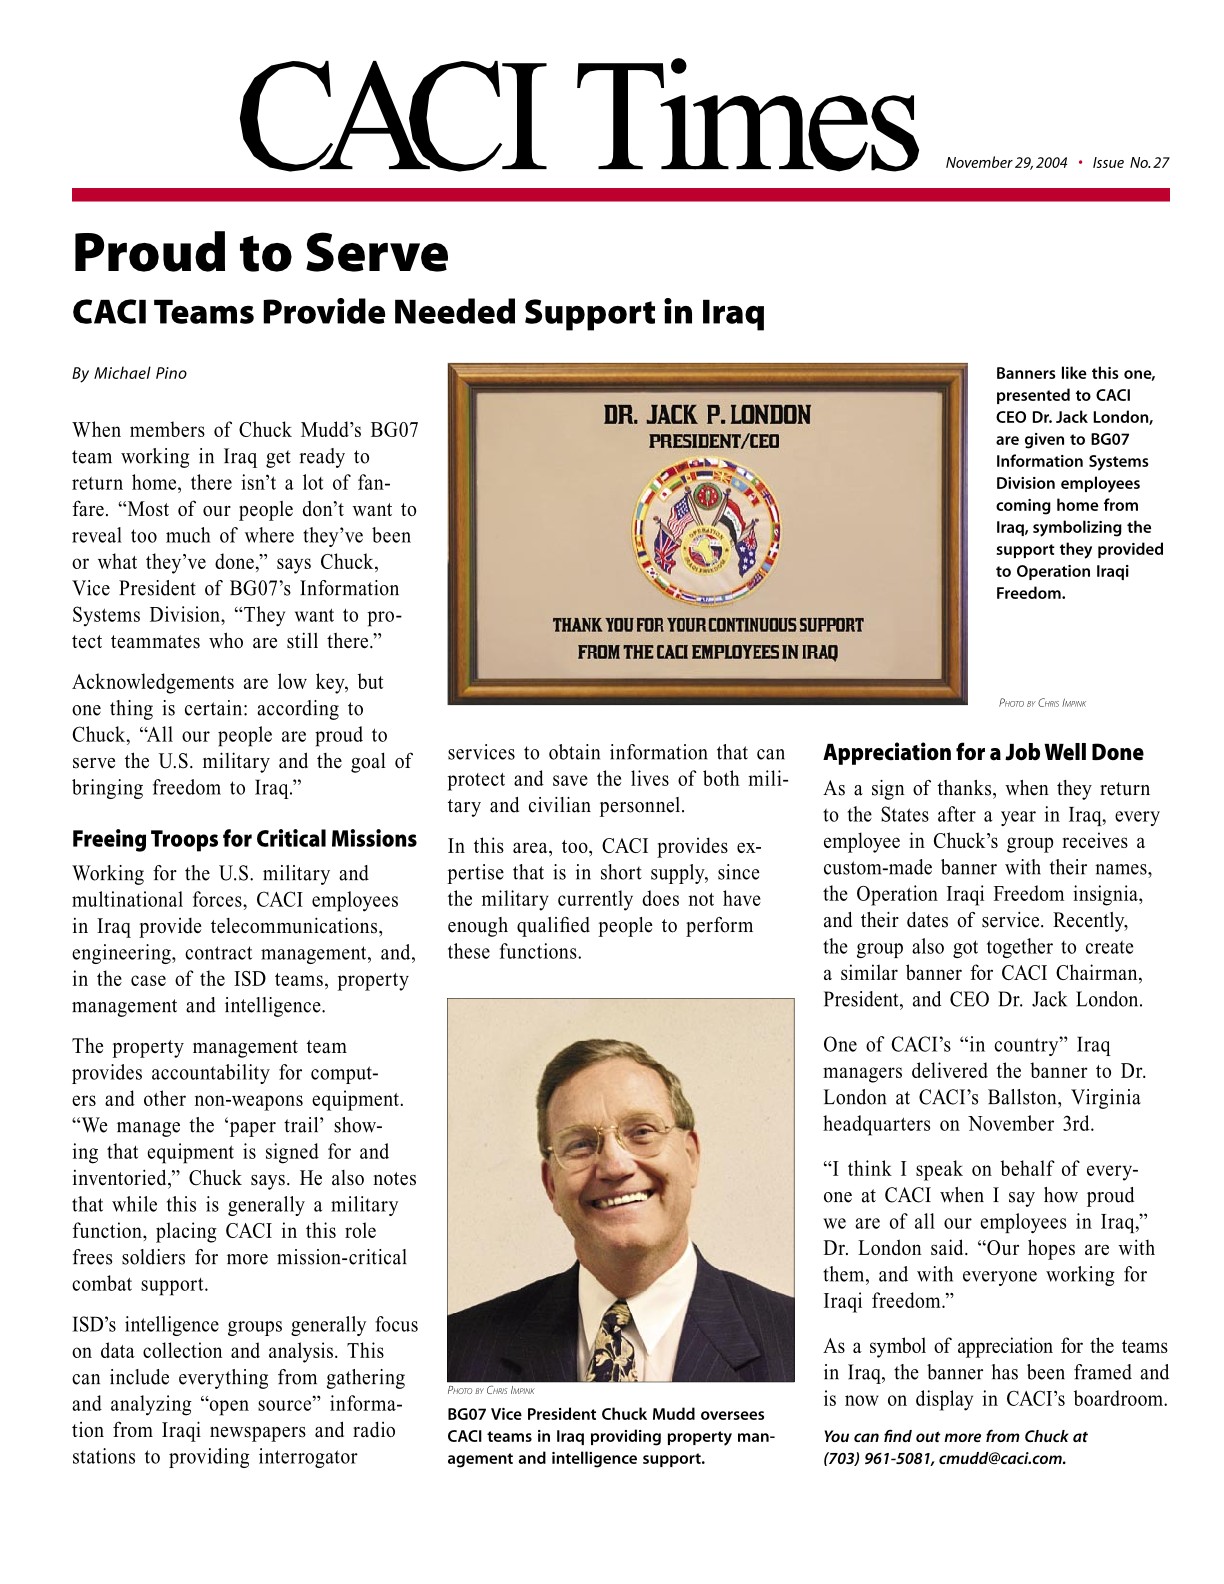 CACI Times
November 29, 2004 • Issue No. 27
Proud to Serve
CACI Teams Provide Needed Support in Iraq
By Michael Pino
When members of Chuck Mudd's BG07
team working in Iraq get ready to
return home, there isn't a lot of fan-
fare. “Most of our people don't want to
reveal too much of where they've been
or what they've done,” says Chuck,
Vice President of BG07's Information
Systems Division, “They want to pro-
tect teammates who are still there.”
Acknowledgements are low key, but
one thing is certain: according to
Chuck, “All our people are proud to
serve the U.S. military and the goal of
bringing freedom to Iraq.”
Freeing Troops for Critical Missions
Working for the U.S. military and
multinational forces, CACI employees
in Iraq provide telecommunications,
engineering, contract management, and,
in the case of the ISD teams, property
management and intelligence.
The property management team
provides accountability for comput-
ers and other non-weapons equipment.
“We manage the ‘paper trail’ show-
ing that equipment is signed for and
inventoried,” Chuck says. He also notes
that while this is generally a military
function, placing CACI in this role
frees soldiers for more mission-critical
combat support.
ISD's intelligence groups generally focus
on data collection and analysis. This
can include everything from gathering
and analyzing “open source” informa-
tion from Iraqi newspapers and radio
stations to providing interrogator
DR. JACK P. LONDON
PRESIDENT/CEO
OPERATION
IRAQI FREEDOM
THANK YOU FOR YOUR CONTINUOUS SUPPORT
FROM THE CACI EMPLOYEES IN IRAQ
Banners like this one,
presented to CACI
CEO Dr. Jack London,
are given to BG07
Information Systems
Division employees
coming home from
Iraq, symbolizing the
support they provided
to Operation Iraqi
Freedom.
Photo by Chris Impink
services to obtain information that can
protect and save the lives of both mili-
tary and civilian personnel.
In this area, too, CACI provides ex-
pertise that is in short supply, since
the military currently does not have
enough qualified people to perform
these functions.
Photo by Chris Impink
BG07 Vice President Chuck Mudd oversees
CACI teams in Iraq providing property man-
agement and intelligence support.
Appreciation for a Job Well Done
As a sign of thanks, when they return
to the States after a year in Iraq, every
employee in Chuck's group receives a
custom-made banner with their names,
the Operation Iraqi Freedom insignia,
and their dates of service. Recently,
the group also got together to create
a similar banner for CACI Chairman,
President, and CEO Dr. Jack London.
One of CACI's “in country” Iraq
managers delivered the banner to Dr.
London at CACI's Ballston, Virginia
headquarters on November 3rd.
“I think I speak on behalf of every-
one at CACI when I say how proud
we are of all our employees in Iraq,”
Dr. London said. “Our hopes are with
them, and with everyone working for
Iraqi freedom.”
As a symbol of appreciation for the teams
in Iraq, the banner has been framed and
is now on display in CACI's boardroom.
You can find out more from Chuck at
(703) 961-5081, cmudd@caci.com.